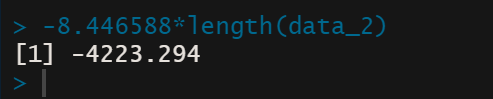 > -8.446588*length(data_2)
[1] -4223.294
>